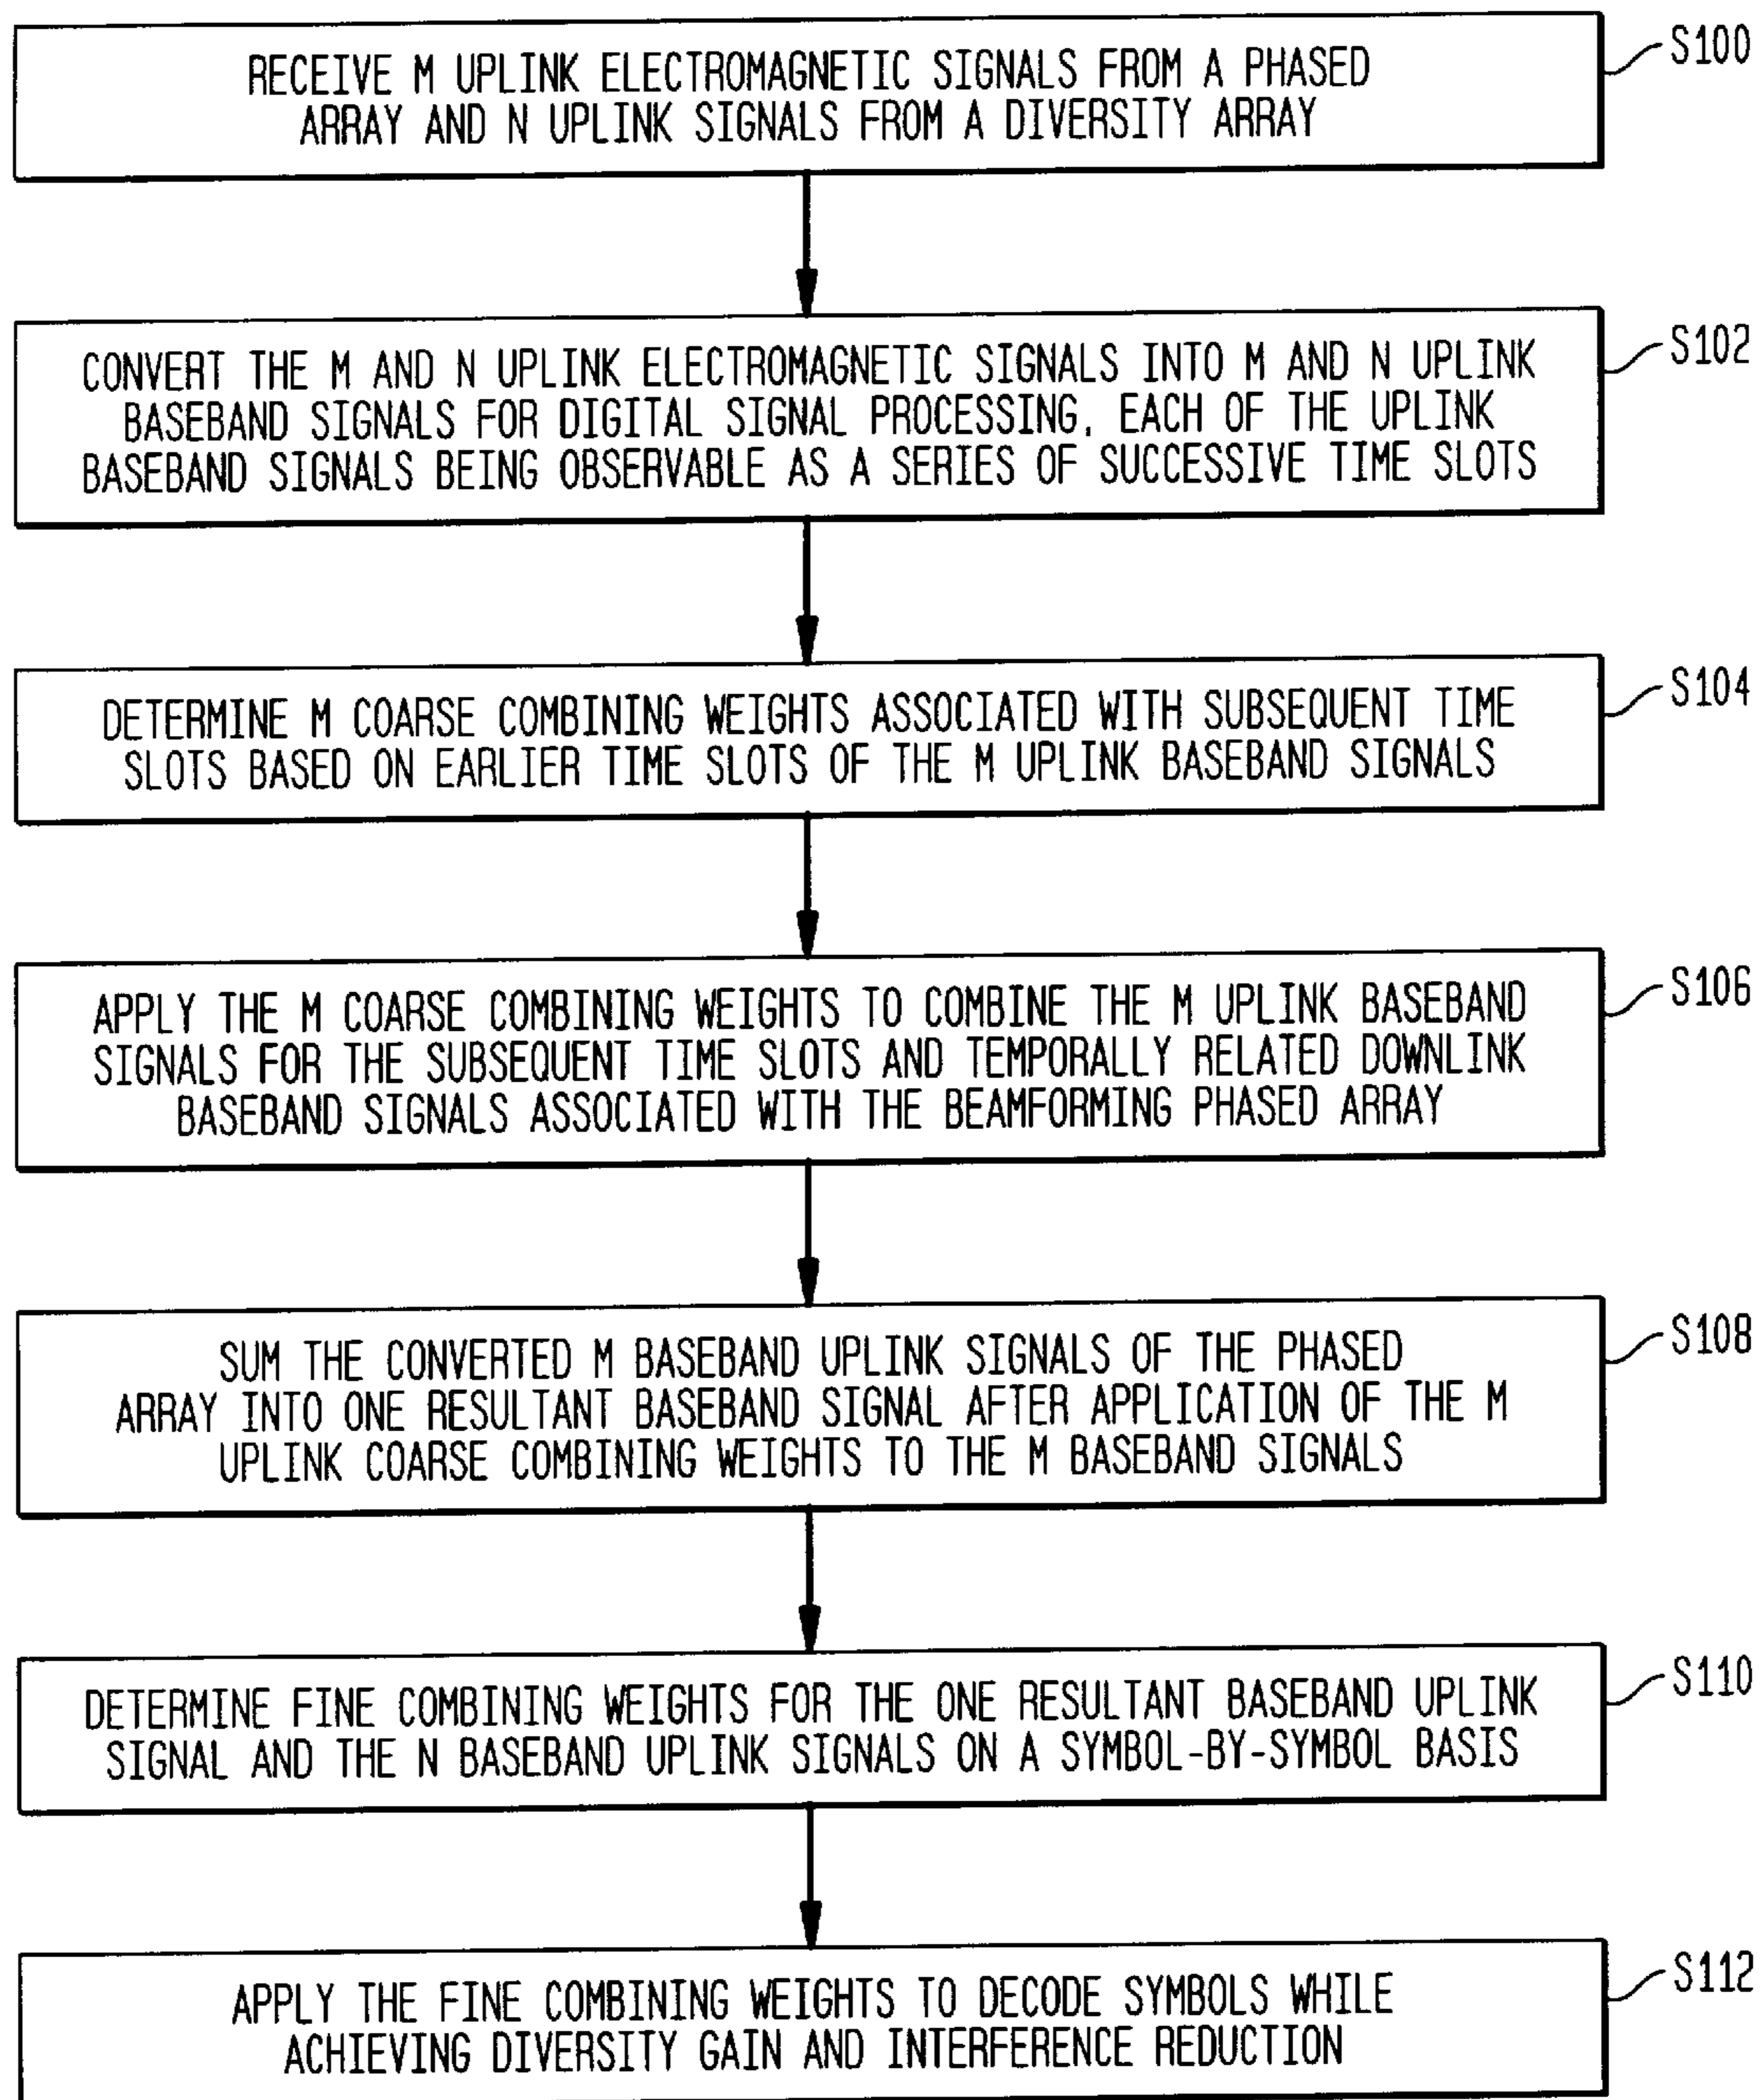 RECEIVE M UPLINK ELECTROMAGNETIC SIGNALS FROM A PHASED
ARRAY AND N UPLINK SIGNALS FROM A DIVERSITY ARRAY
S100
CONVERT THE M AND N UPLINK ELECTROMAGNETIC SIGNALS INTO M AND N UPLINK
BASEBAND SIGNALS FOR DIGITAL SIGNAL PROCESSING, EACH OF THE UPLINK
BASEBAND SIGNALS BEING OBSERVABLE AS A SERIES OF SUCCESSIVE TIME SLOTS
S102
DETERMINE M COARSE COMBINING WEIGHTS ASSOCIATED WITH SUBSEQUENT TIME
SLOTS BASED ON EARLIER TIME SLOTS OF THE M UPLINK BASEBAND SIGNALS
S104
APPLY THE M COARSE COMBINING WEIGHTS TO COMBINE THE M UPLINK BASEBAND
SIGNALS FOR THE SUBSEQUENT TIME SLOTS AND TEMPORALLY RELATED DOWNLINK
BASEBAND SIGNALS ASSOCIATED WITH THE BEAMFORMING PHASED ARRAY
S106
SUM THE CONVERTED M BASEBAND UPLINK SIGNALS OF THE PHASED
ARRAY INTO ONE RESULTANT BASEBAND SIGNAL AFTER APPLICATION OF THE M
UPLINK COARSE COMBINING WEIGHTS TO THE M BASEBAND SIGNALS
S108
DETERMINE FINE COMBINING WEIGHTS FOR THE ONE RESULTANT BASEBAND UPLINK
SIGNAL AND THE N BASEBAND UPLINK SIGNALS ON A SYMBOL-BY-SYMBOL BASIS
S110
APPLY THE FINE COMBINING WEIGHTS TO DECODE SYMBOLS WHILE
ACHIEVING DIVERSITY GAIN AND INTERFERENCE REDUCTION
S112